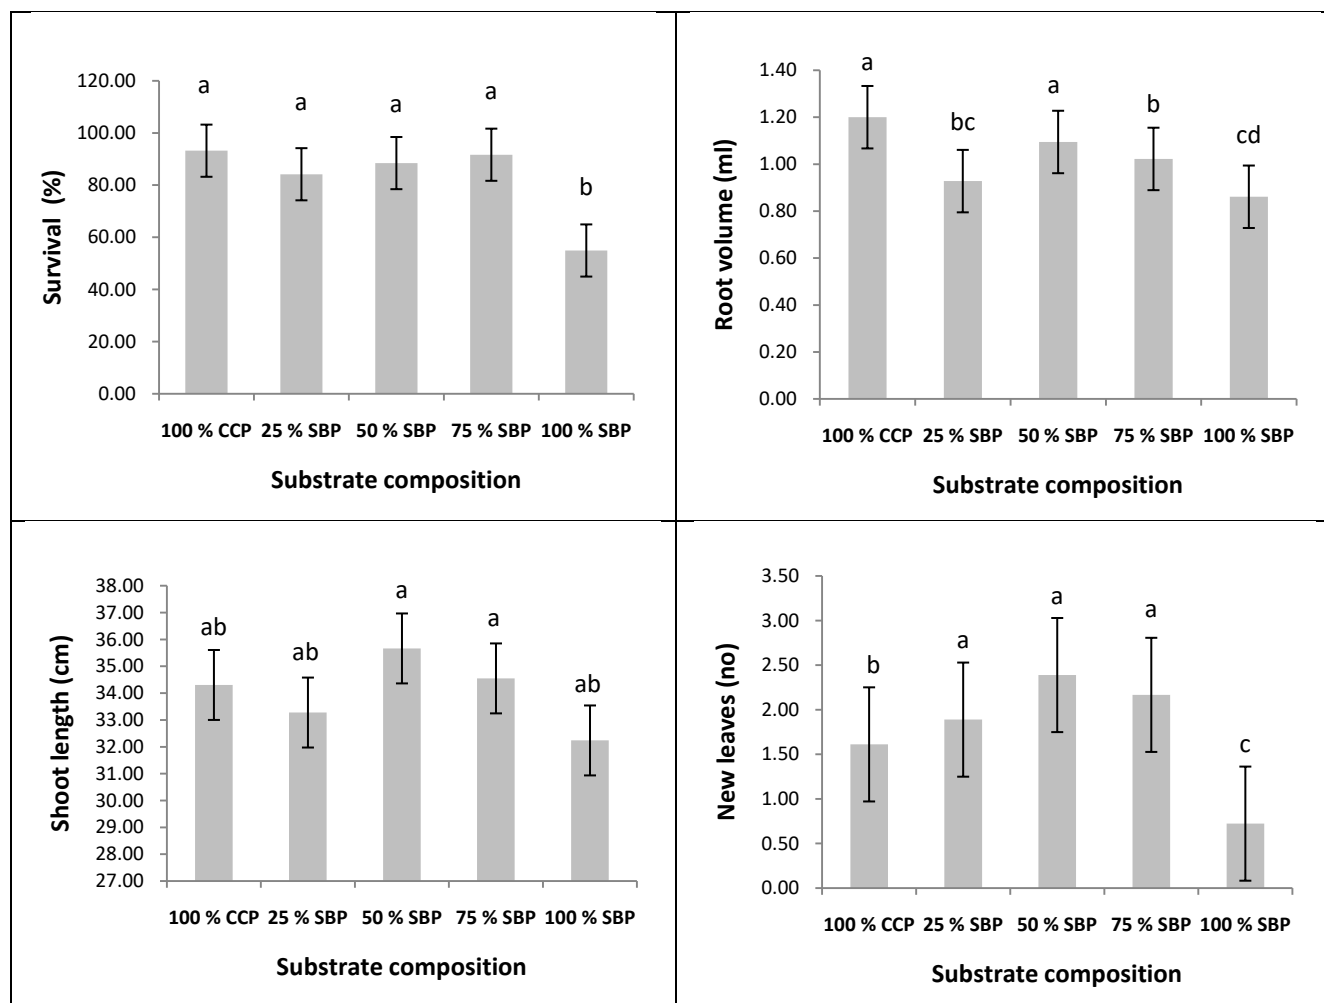 120.00
100.00
80.00
60.00
40.00
20.00
0.00
Survival (%)
a
a
a
a
b
100 % CCP 25 % SBP 50 % SBP 75 % SBP 100 % SBP
Substrate composition
1.40
1.20
1.00
0.80
0.60
0.40
0.20
0.00
Root volume (ml)
a
bc
a
b
cd
100 % CCP 25 % SBP 50 % SBP 75 % SBP 100 % SBP
Substrate composition
38.00
37.00
36.00
35.00
34.00
33.00
32.00
31.00
30.00
29.00
28.00
27.00
Shoot length (cm)
ab
ab
a
a
ab
100 % CCP 25 % SBP 50 % SBP 75 % SBP 100 % SBP
Substrate composition
3.50
3.00
2.50
2.00
1.50
1.00
0.50
0.00
New leaves (no)
b
a
a
a
c
100 % CCP 25 % SBP 50 % SBP 75 % SBP 100 % SBP
Substrate composition